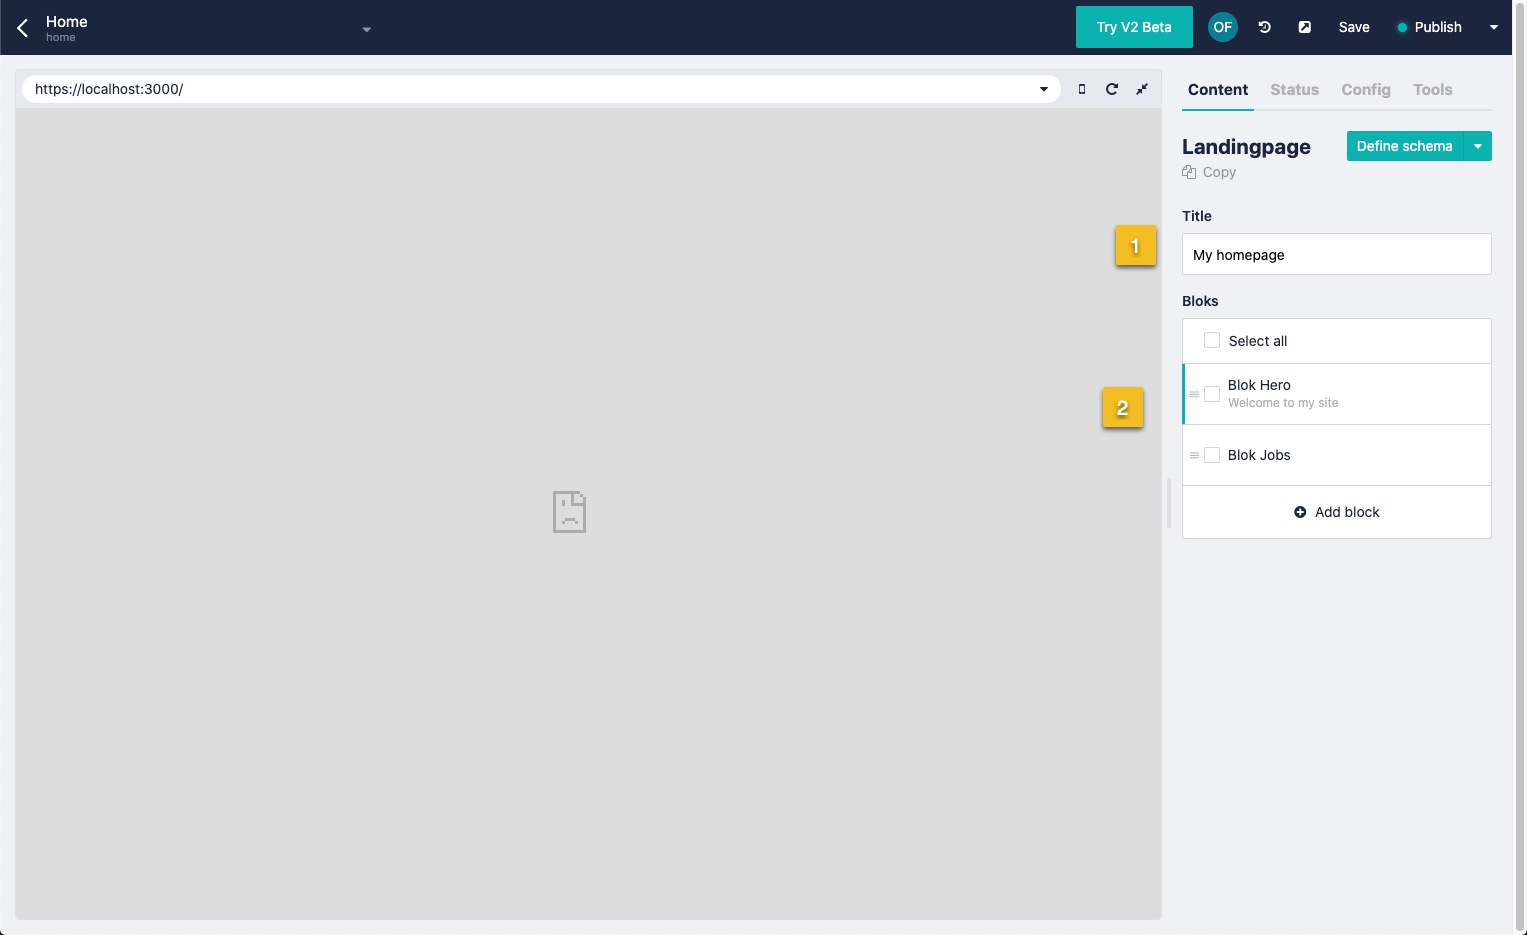 Home
home
Try V2 Beta
OF
Save
Publish
https://localhost:3000/
Content Status Config Tools
Landingpage
Define schema
Copy
Title
1
My homepage
Bloks
Select all
Blok Hero
Welcome to my site
2
Blok Jobs
Add block